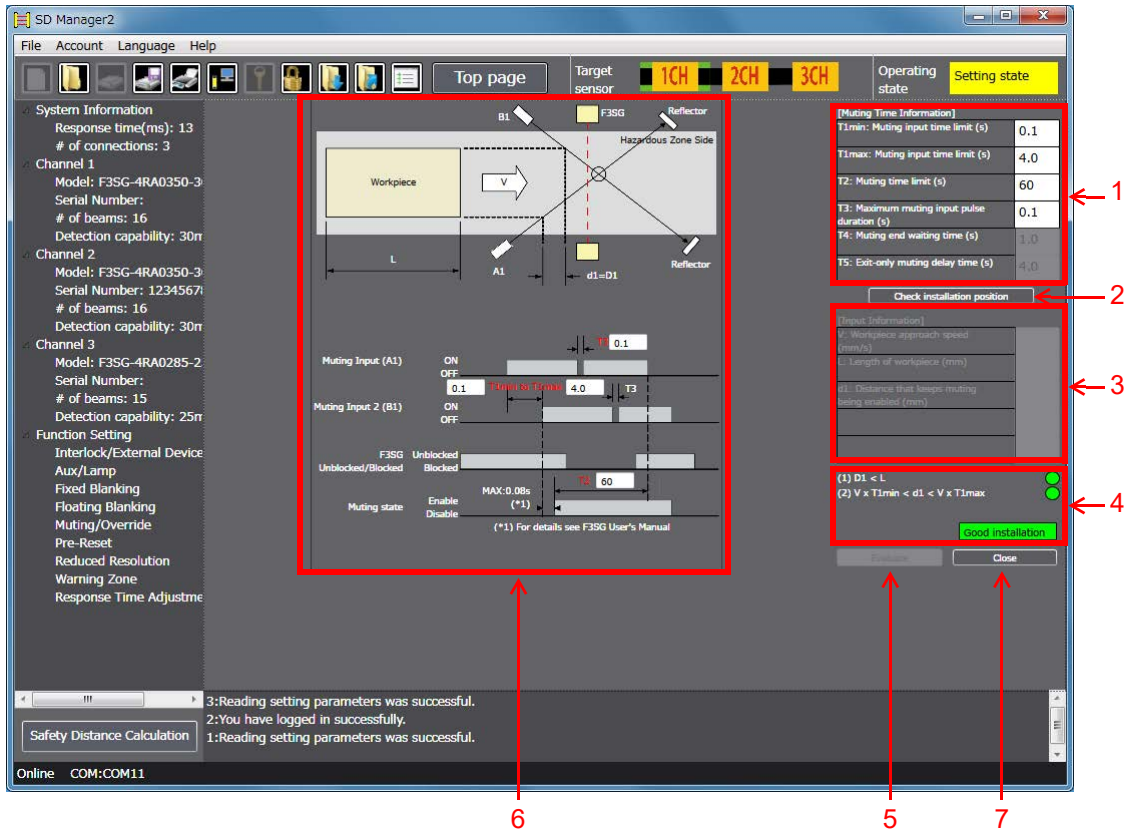 SD Manager2
File Account Language Help
Top page
Target sensor
1CH 2CH 3CH
Operating state
Setting state
System Information
Response time(ms): 13
# of connections: 3
Channel 1
Model: F3SG-4RA0350-3
Serial Number:
# of beams: 16
Detection capability: 30m
Channel 2
Model: F3SG-4RA0350-3
Serial Number: 1234567
# of beams: 16
Detection capability: 30m
Channel 3
Model: F3SG-4RA0285-2
Serial Number:
# of beams: 15
Detection capability: 25m
Function Setting
Interlock/External Device
Aux/Lamp
Fixed Blanking
Floating Blanking
Muting/Override
Pre-Reset
Reduced Resolution
Warning Zone
Response Time Adjustme
B1
F3SG
Reflector
Hazardous Zone Side
Workpiece
V
L
A1
d1=D1
Reflector
0.1
Muting Input (A1)
ON
OFF
0.1
T1min or T1max
4.0
T3
Muting Input 2 (B1)
ON
OFF
F3SG
Unblocked/Blocked
Unblocked
Blocked
60
MAX:0.08s
(*1)
Muting state
Enable
Disable
(*1) For details see F3SG User's Manual
[Muting Time Information]
T1min: Muting input time limit (s)
0.1
T1max: Muting input time limit (s)
4.0
T2: Muting time limit (s)
60
T3: Maximum muting input pulse
duration (s)
0.1
T4: Muting end waiting time (s)
1.0
T5: Exit-only muting delay time (s)
4.0
1
Check installation position
2
[Input Information]
V: Workpiece approach speed
(mm/s)
L: Length of workpiece (mm)
d1: Distance that keeps muting
being enabled (mm)
3
(1) D1 < L
(2) V x T1min < d1 < V x T1max
Good installation
4
Evaluate
Close
3:Reading setting parameters was successful.
2:You have logged in successfully.
1:Reading setting parameters was successful.
Safety Distance Calculation
Online COM:COM11
6
5
7